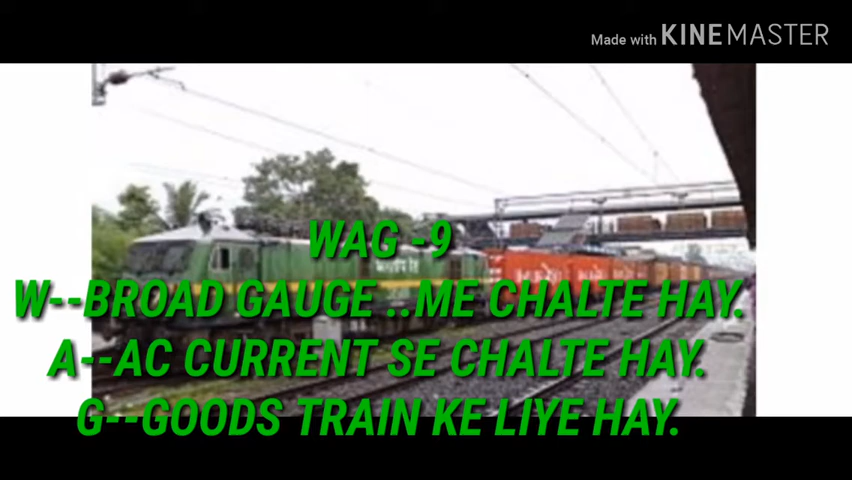 Made with KINEMASTER
WAG -9
W--BROAD GAUGE ..ME CHALTE HAY.
A--AC CURRENT SE CHALTE HAY.
G--GOODS TRAIN KE LIYE HAY.